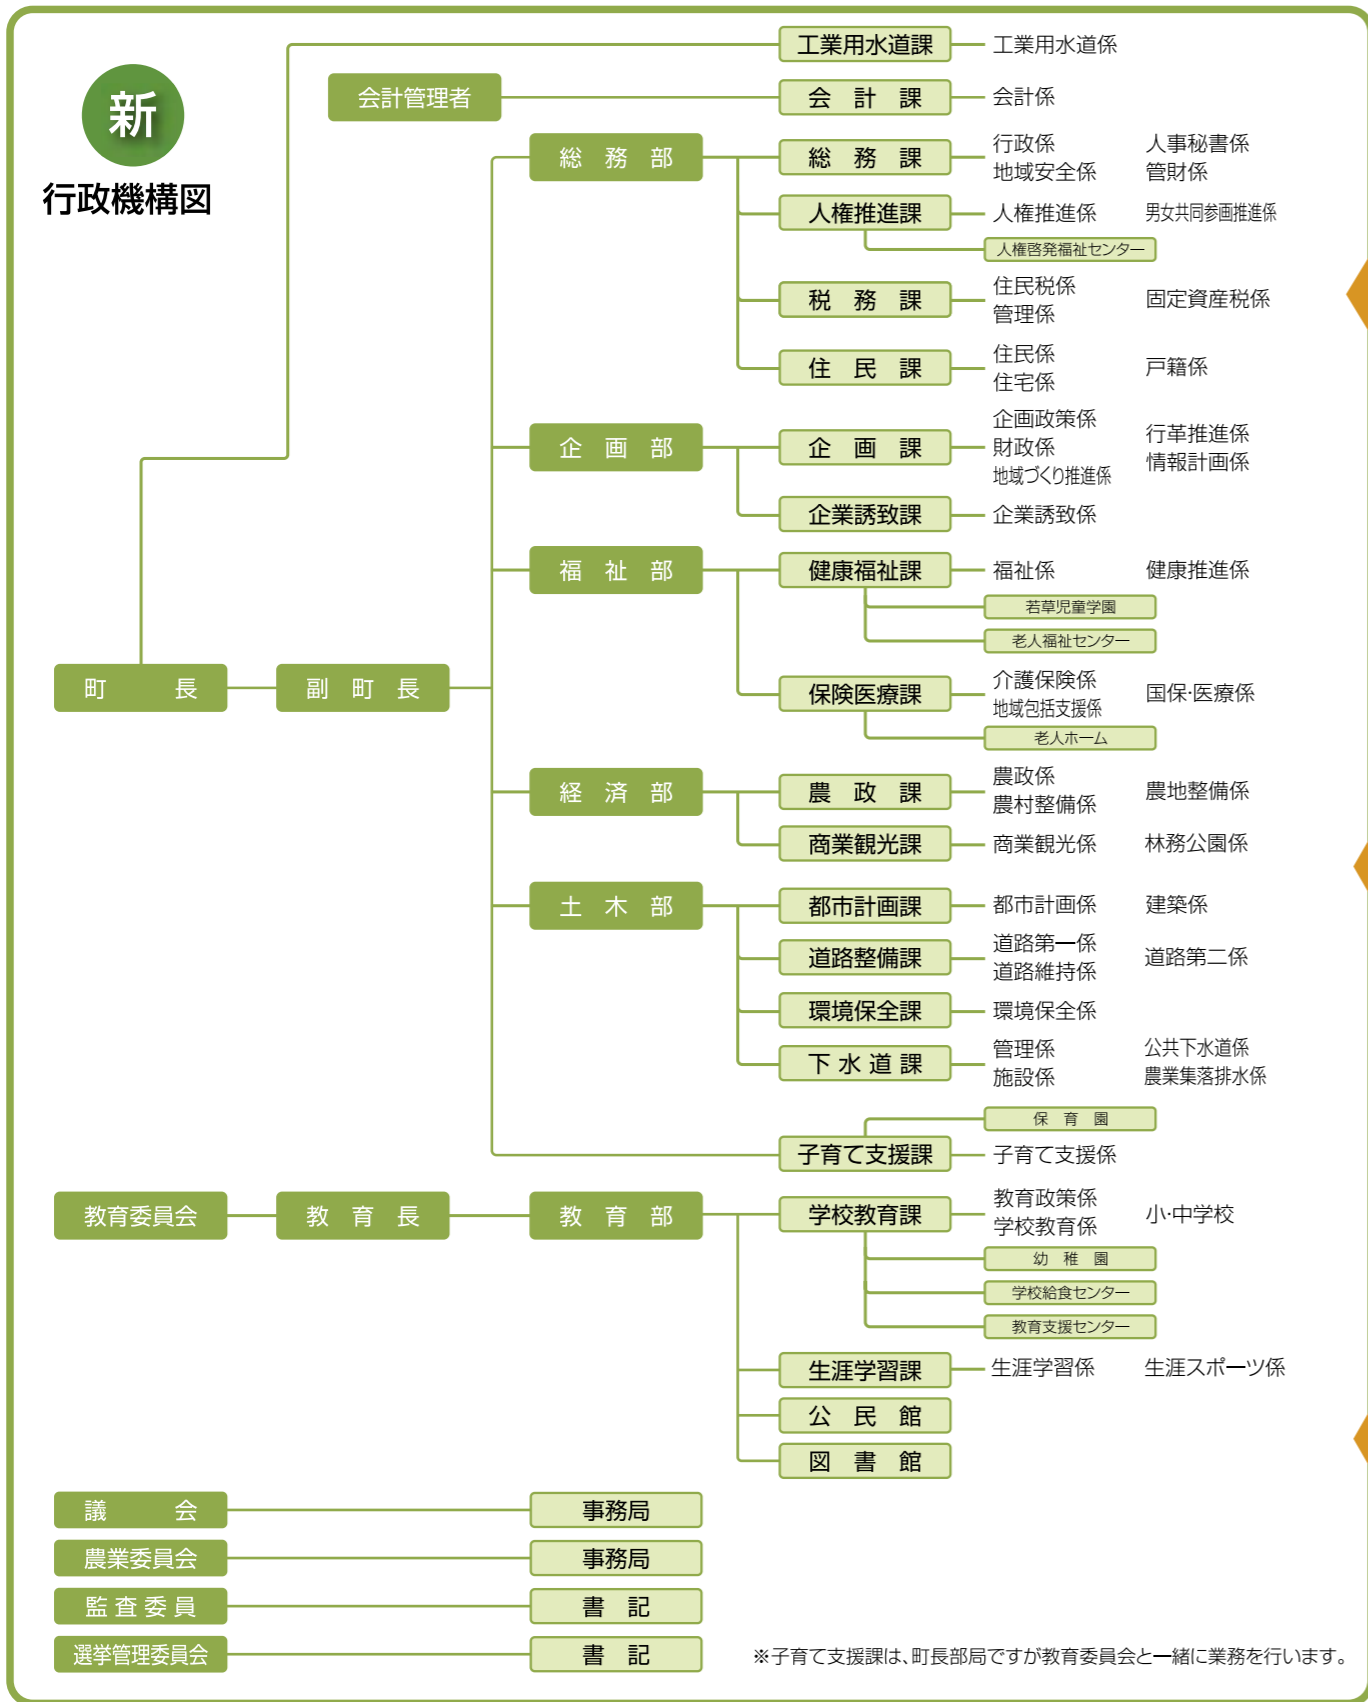 新
行政機構図
工業用水道課 工業用水道係
会計管理者 会計課 会計係
総務部 総務課 行政係 人事秘書係
地域安全係 管財係
人権推進課 人権推進係 男女共同参画推進係
人権啓発福祉センター
税務課 住民税係 固定資産税係
管理係
住民課 住民係 戸籍係
住宅係
企画部 企画課 企画政策係 行革推進係
財政係 情報計画係
地域づくり推進係
企業誘致課 企業誘致係
福祉部 健康福祉課 福祉係 健康推進係
若草児童学園
老人福祉センター
町長 副町長 保険医療課 介護保険係 国保・医療係
地域包括支援係
老人ホーム
経済部 農政課 農政係 農地整備係
農村整備係
商業観光課 商業観光係 林務公園係
土木部 都市計画課 都市計画係 建築係
道路整備課 道路第一係 道路第二係
道路維持係
環境保全課 環境保全係
下水道課 管理係 公共下水道係
施設係 農業集落排水係
保育園
子育て支援課 子育て支援係
教育委員会 教育長 教育部 学校教育課 教育政策係 小・中学校
学校教育係
幼稚園
学校給食センター
教育支援センター
生涯学習課 生涯学習係 生涯スポーツ係
公民館
図書館
議会 事務局
農業委員会 事務局
監査委員 書記
選挙管理委員会 書記
※子育て支援課は、町長部局ですが教育委員会と一緒に業務を行います。